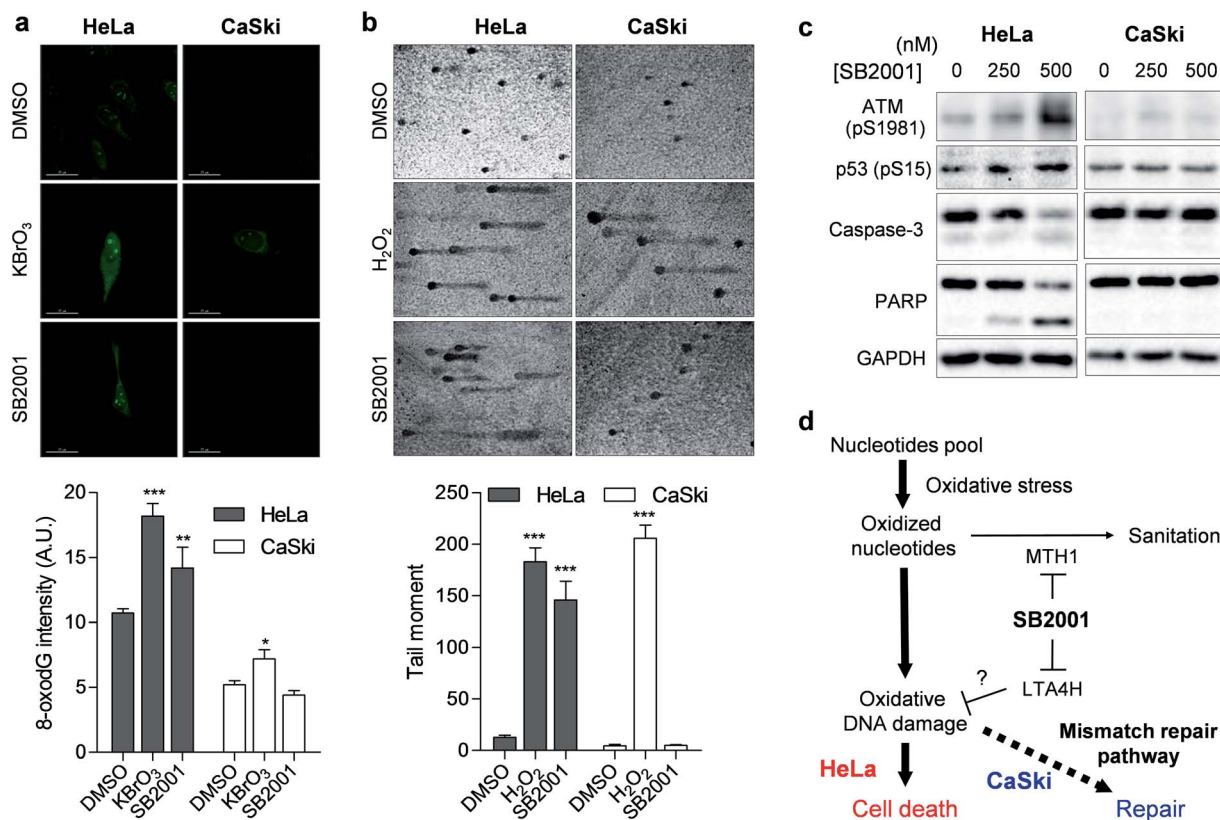 a
HeLa CaSki
DMSO
KBrO₃
SB2001
20
15
10
5
0
8-oxodG intensity (A.U.)
***
**
*
HeLa
CaSki
DMSO
KBrO₃
SB2001
DMSO
KBrO₃
SB2001
b
HeLa CaSki
DMSO
H₂O₂
SB2001
250
200
150
100
50
0
Tail moment
HeLa CaSki
***
***
***
DMSO
H₂O₂
SB2001
DMSO
H₂O₂
SB2001
c
HeLa CaSki
(nM)
[SB2001] 0 250 500 0 250 500
ATM
(pS1981)
p53 (pS15)
Caspase-3
PARP
GAPDH
d
Nucleotides pool
Oxidative stress
Oxidized
nucleotides
Sanitation
MTH1
SB2001
LTA4H
?
Oxidative
DNA damage
Mismatch repair
pathway
HeLa
CaSki
Cell death
Repair